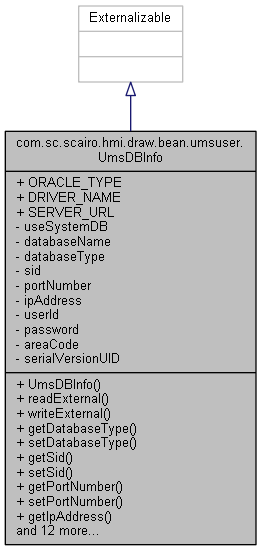 Externalizable
com.sc.scairo.hmi.draw.bean.umsuser.
UmsDBInfo
+ ORACLE_TYPE
+ DRIVER_NAME
+ SERVER_URL
- useSystemDB
- databaseName
- databaseType
- sid
- portNumber
- ipAddress
- userId
- password
- areaCode
- serialVersionUID
+ UmsDBInfo()
+ readExternal()
+ writeExternal()
+ getDatabaseType()
+ setDatabaseType()
+ getSid()
+ setSid()
+ getPortNumber()
+ setPortNumber()
+ getIpAddress()
and 12 more...